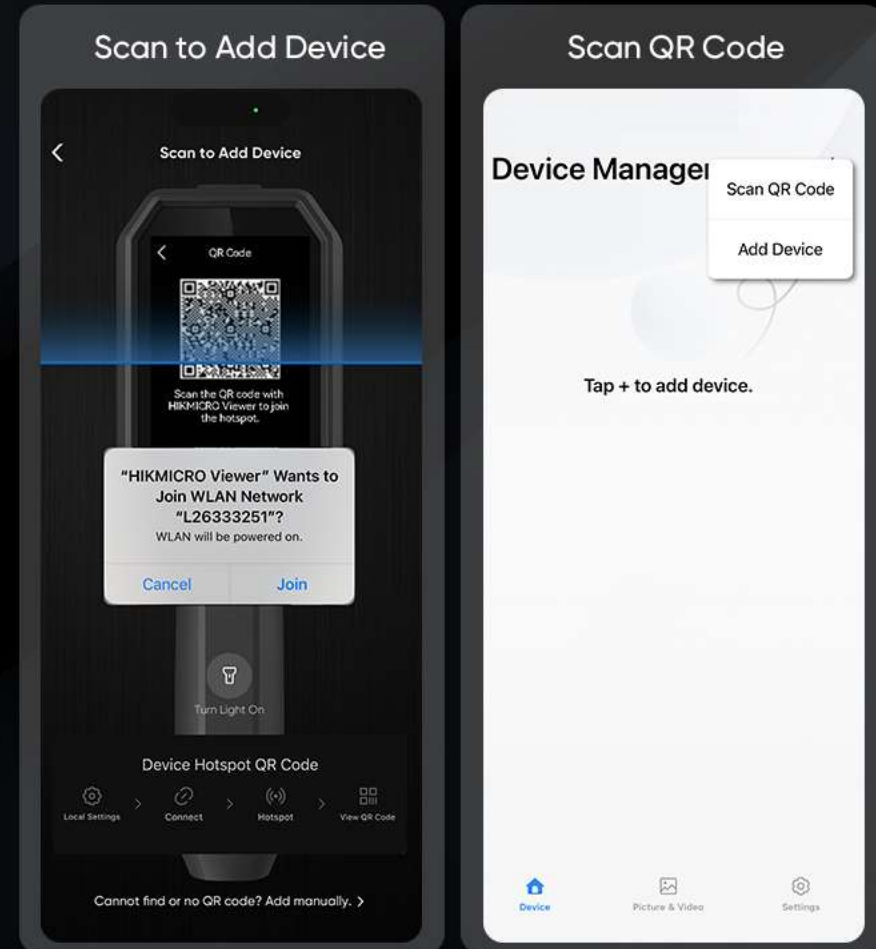 Scan to Add Device
Scan to Add Device
QR Code
Scan the QR code with
HIKMICRO Viewer to join
the hotspot.
"HIKMICRO Viewer" Wants to
Join WLAN Network
"L26333251"?
WLAN will be powered on.
Cancel Join
Turn Light On
Device Hotspot QR Code
Local Settings > Connect > Hotspot > View QR Code
Cannot find or no QR code? Add manually. >
Scan QR Code
Device Manager
Scan QR Code
Add Device
Tap + to add device.
Device Picture & Video Settings